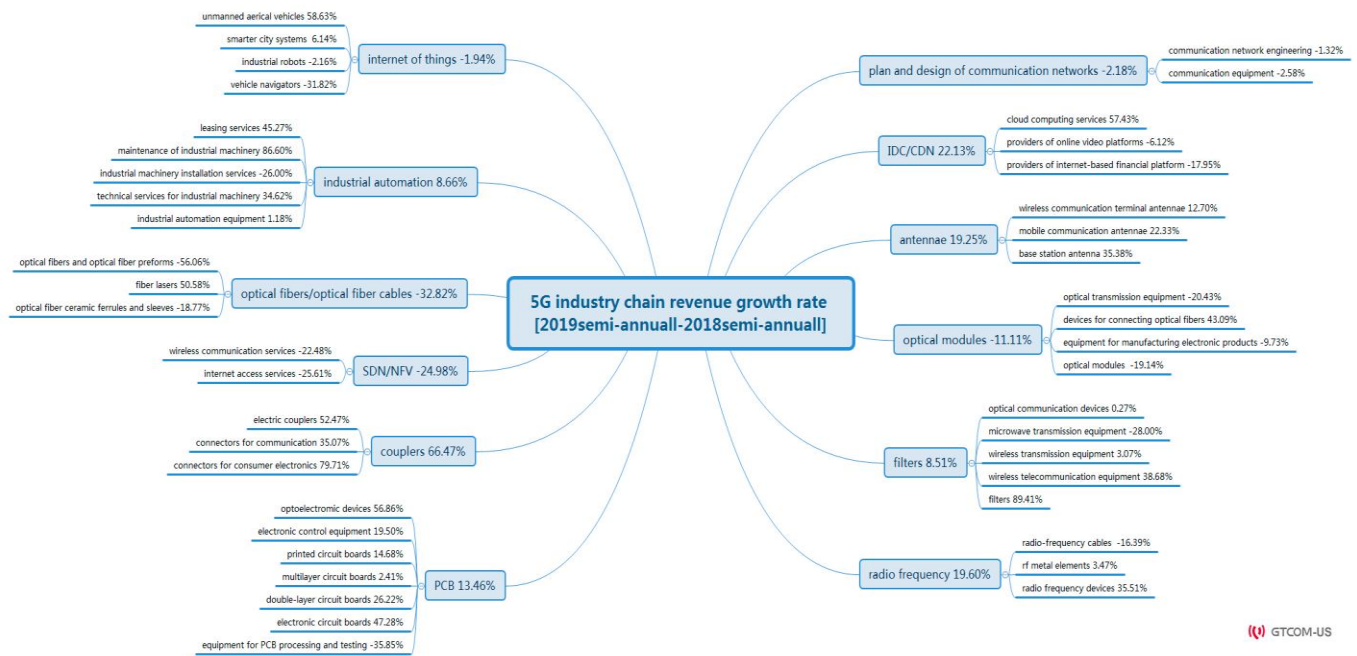 unmanned aerical vehicles 58.63%
smarter city systems 6.14%
industrial robots -2.16%
vehicle navigators -31.82%
internet of things -1.94%
leasing services 45.27%
maintenance of industrial machinery 86.60%
industrial machinery installation services -26.00%
technical services for industrial machinery 34.62%
industrial automation equipment 1.18%
industrial automation 8.66%
optical fibers and optical fiber preforms -56.06%
fiber lasers 50.58%
optical fiber ceramic ferrules and sleeves -18.77%
optical fibers/optical fiber cables -32.82%
wireless communication services -22.48%
internet access services -25.61%
SDN/NFV -24.98%
electric couplers 52.47%
connectors for communication 35.07%
connectors for consumer electronics 79.71%
couplers 66.47%
optoelectromic devices 56.86%
electronic control equipment 19.50%
printed circuit boards 14.68%
multilayer circuit boards 2.41%
double-layer circuit boards 26.22%
electronic circuit boards 47.28%
equipment for PCB processing and testing -35.85%
PCB 13.46%
5G industry chain revenue growth rate
[2019semi-annuall-2018semi-annuall]
plan and design of communication networks -2.18%
communication network engineering -1.32%
communication equipment -2.58%
IDC/CDN 22.13%
cloud computing services 57.43%
providers of online video platforms -6.12%
providers of internet-based financial platform -17.95%
antennae 19.25%
wireless communication terminal antennae 12.70%
mobile communication antennae 22.33%
base station antenna 35.38%
optical modules -11.11%
optical transmission equipment -20.43%
devices for connecting optical fibers 43.09%
equipment for manufacturing electronic products -9.73%
optical modules -19.14%
filters 8.51%
optical communication devices 0.27%
microwave transmission equipment -28.00%
wireless transmission equipment 3.07%
wireless telecommunication equipment 38.68%
filters 89.41%
radio frequency 19.60%
radio-frequency cables -16.39%
rf metal elements 3.47%
radio frequency devices 35.51%
GTCOM-US